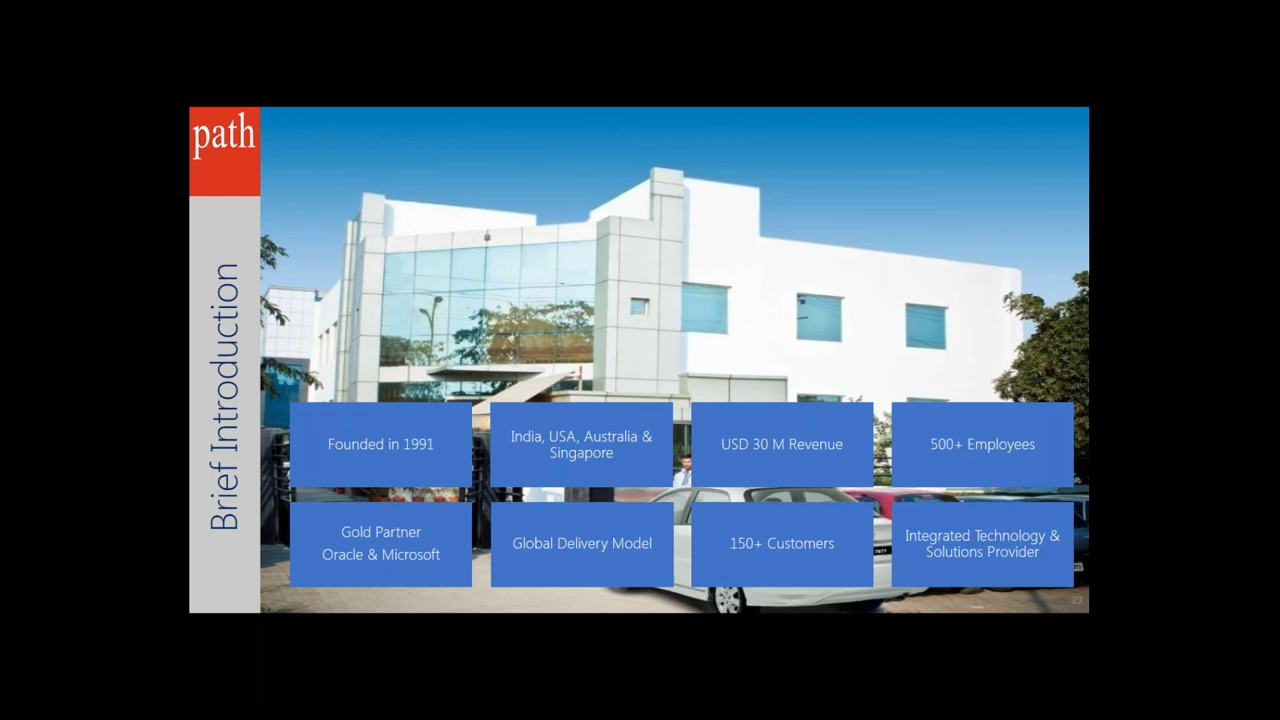 path
Brief Introduction
Founded in 1991
India, USA, Australia &
Singapore
USD 30 M Revenue
500+ Employees
Gold Partner
Oracle & Microsoft
Global Delivery Model
150+ Customers
Integrated Technology &
Solutions Provider
29